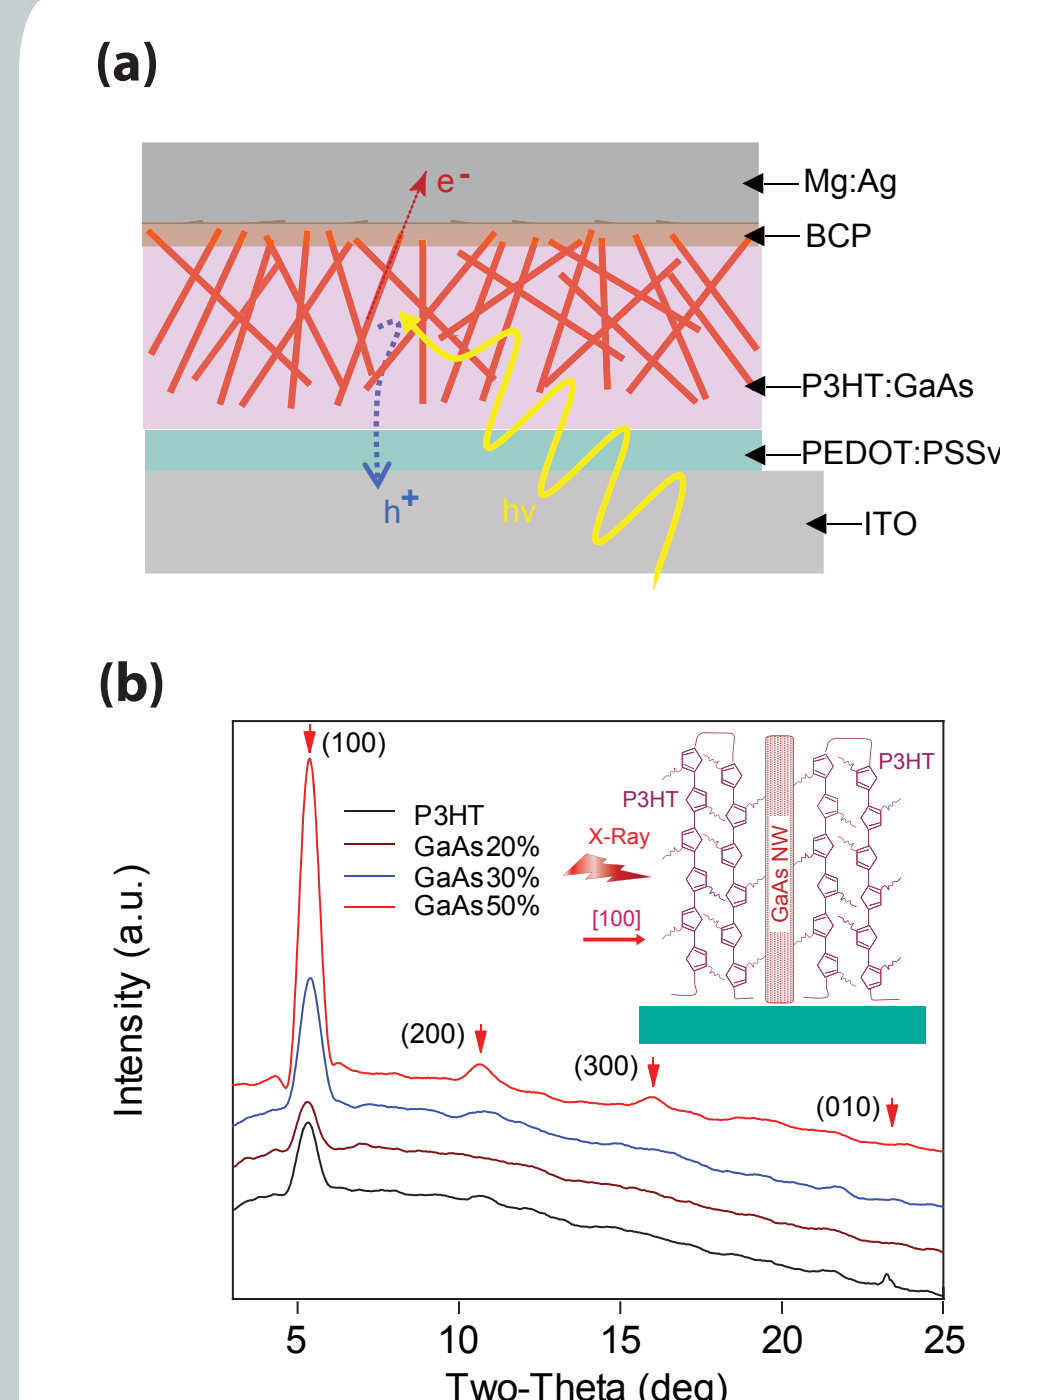 (a)
e-
Mg:Ag
BCP
P3HT:GaAs
PEDOT:PSSv
h+
hν
ITO
(b)
(100)
P3HT
GaAs20%
GaAs30%
GaAs50%
P3HT
P3HT
X-Ray
[100]
GaAs NW
(200)
(300)
(010)
Intensity (a.u.)
5 10 15 20 25
Two-Theta (deg)